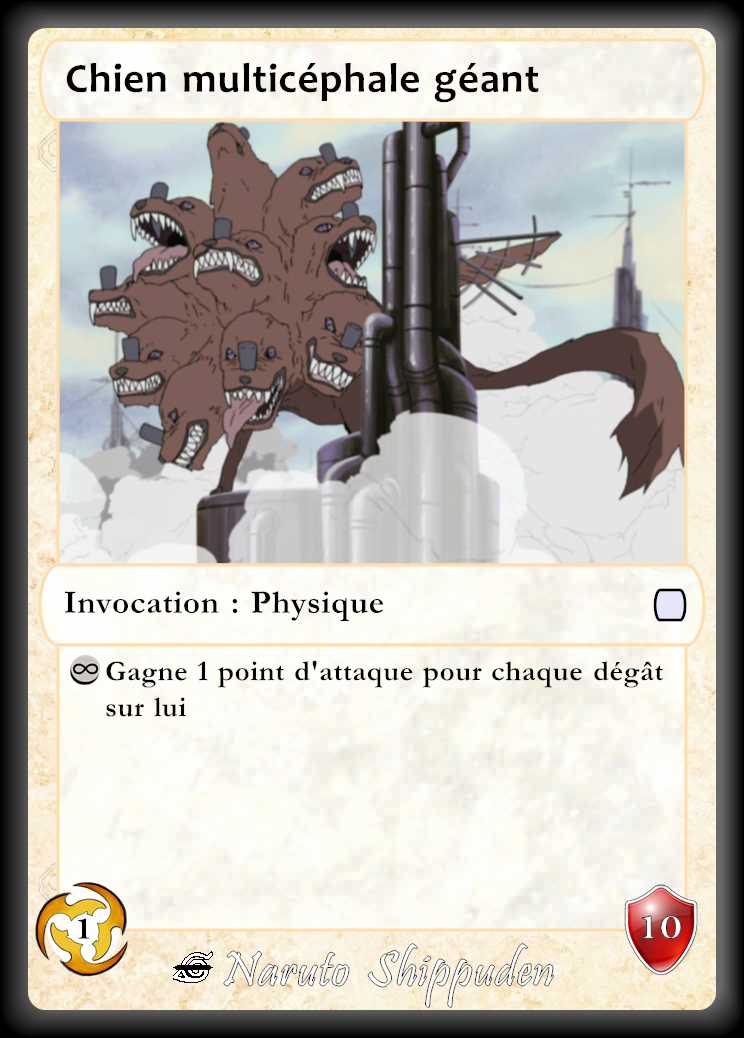 Chien multicéphale géant
Invocation : Physique
∞ Gagne 1 point d'attaque pour chaque dégât
sur lui
1
10
Naruto Shippuden